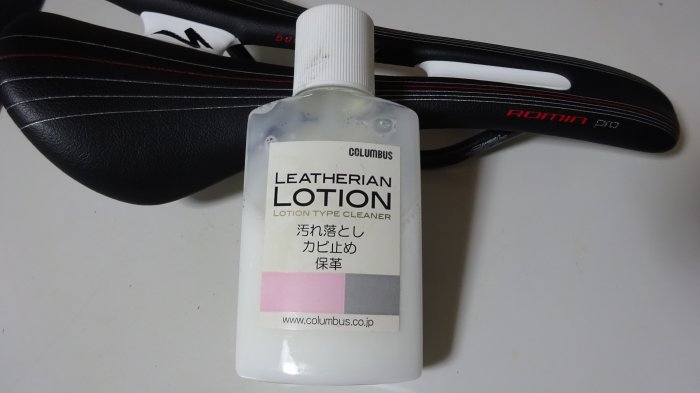 ROMIN pro
COLUMBUS
LEATHERIAN
LOTION
LOTION TYPE CLEANER
汚れ落とし
カビ止め
保革
www.columbus.co.jp